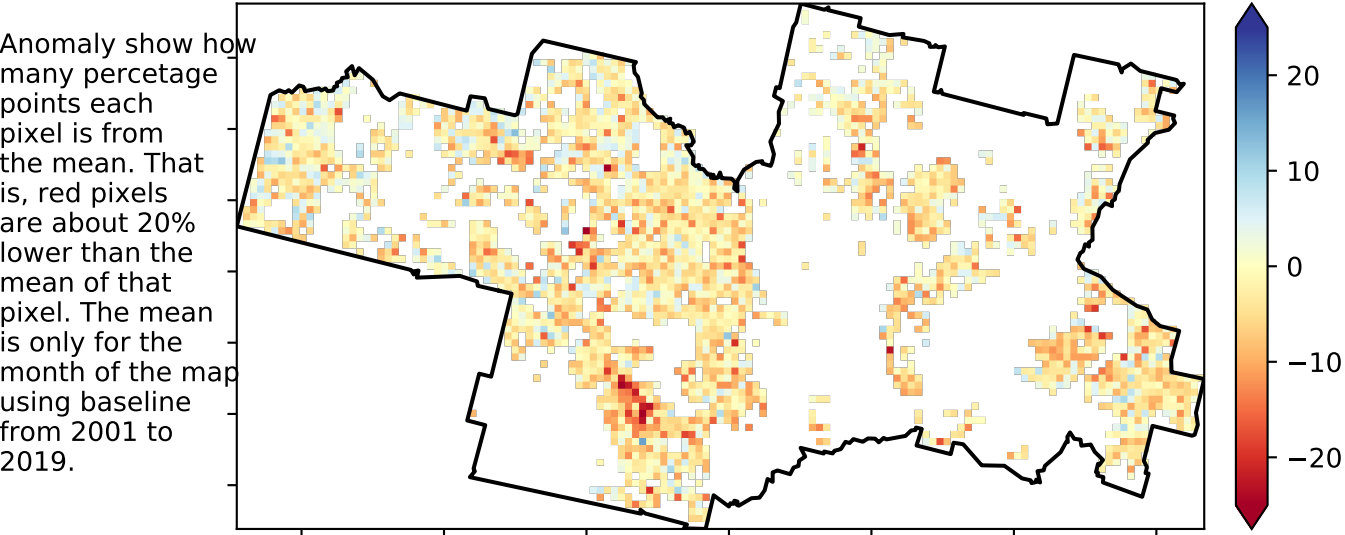 Anomaly show how
many percetage
points each
pixel is from
the mean. That
is, red pixels
are about 20%
lower than the
mean of that
pixel. The mean
is only for the
month of the map
using baseline
from 2001 to
2019.
20
10
0
−10
−20